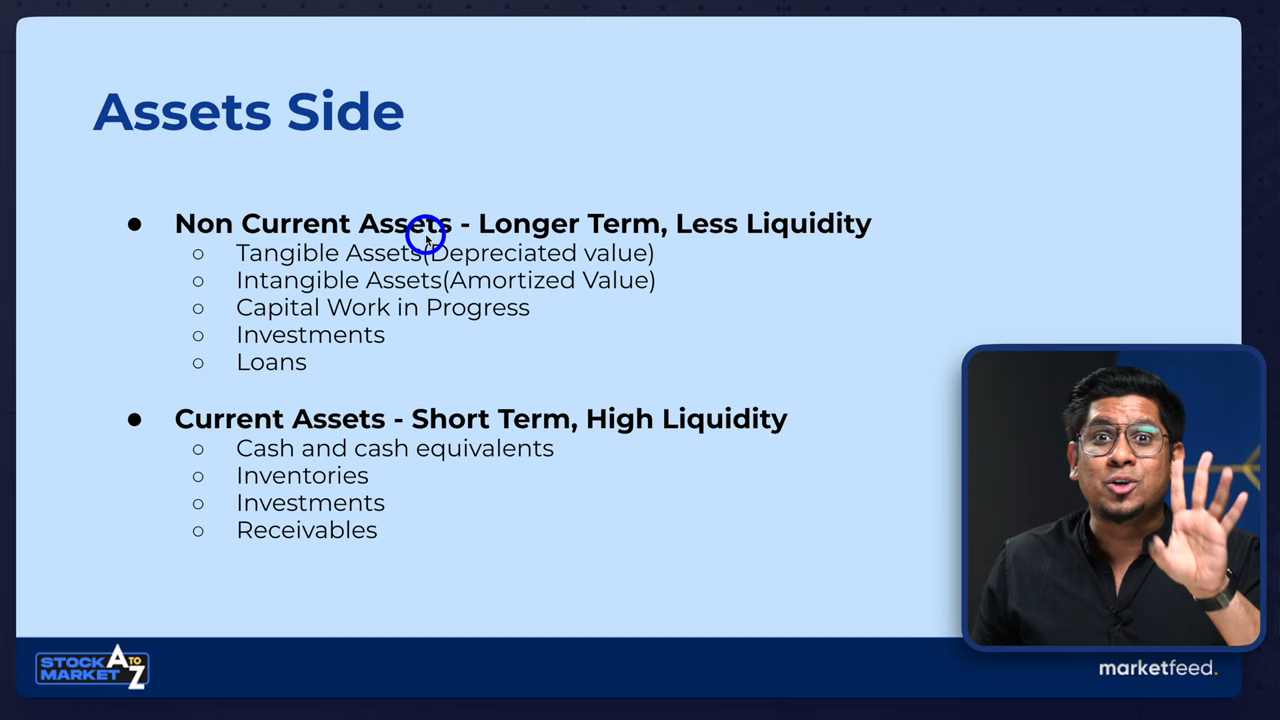 Assets Side
● Non Current Assets - Longer Term, Less Liquidity
○ Tangible Assets(Depreciated value)
○ Intangible Assets(Amortized Value)
○ Capital Work in Progress
○ Investments
○ Loans
● Current Assets - Short Term, High Liquidity
○ Cash and cash equivalents
○ Inventories
○ Investments
○ Receivables
STOCK MARKET A TO Z
marketfeed.